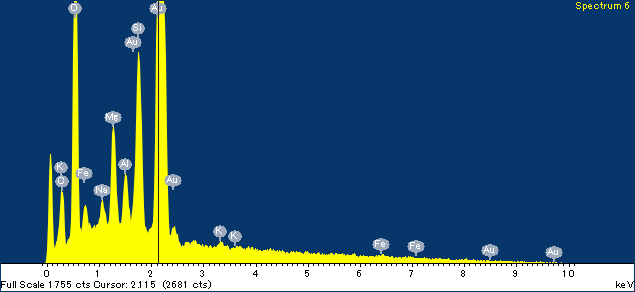 Spectrum 6
O Au
Si
Au
Mg
K Al
Fe Au
O Na
K K
Fe Fe Au Au
0 1 2 3 4 5 6 7 8 9 10
Full Scale 1755 cts Cursor: 2.115 (2681 cts) keV